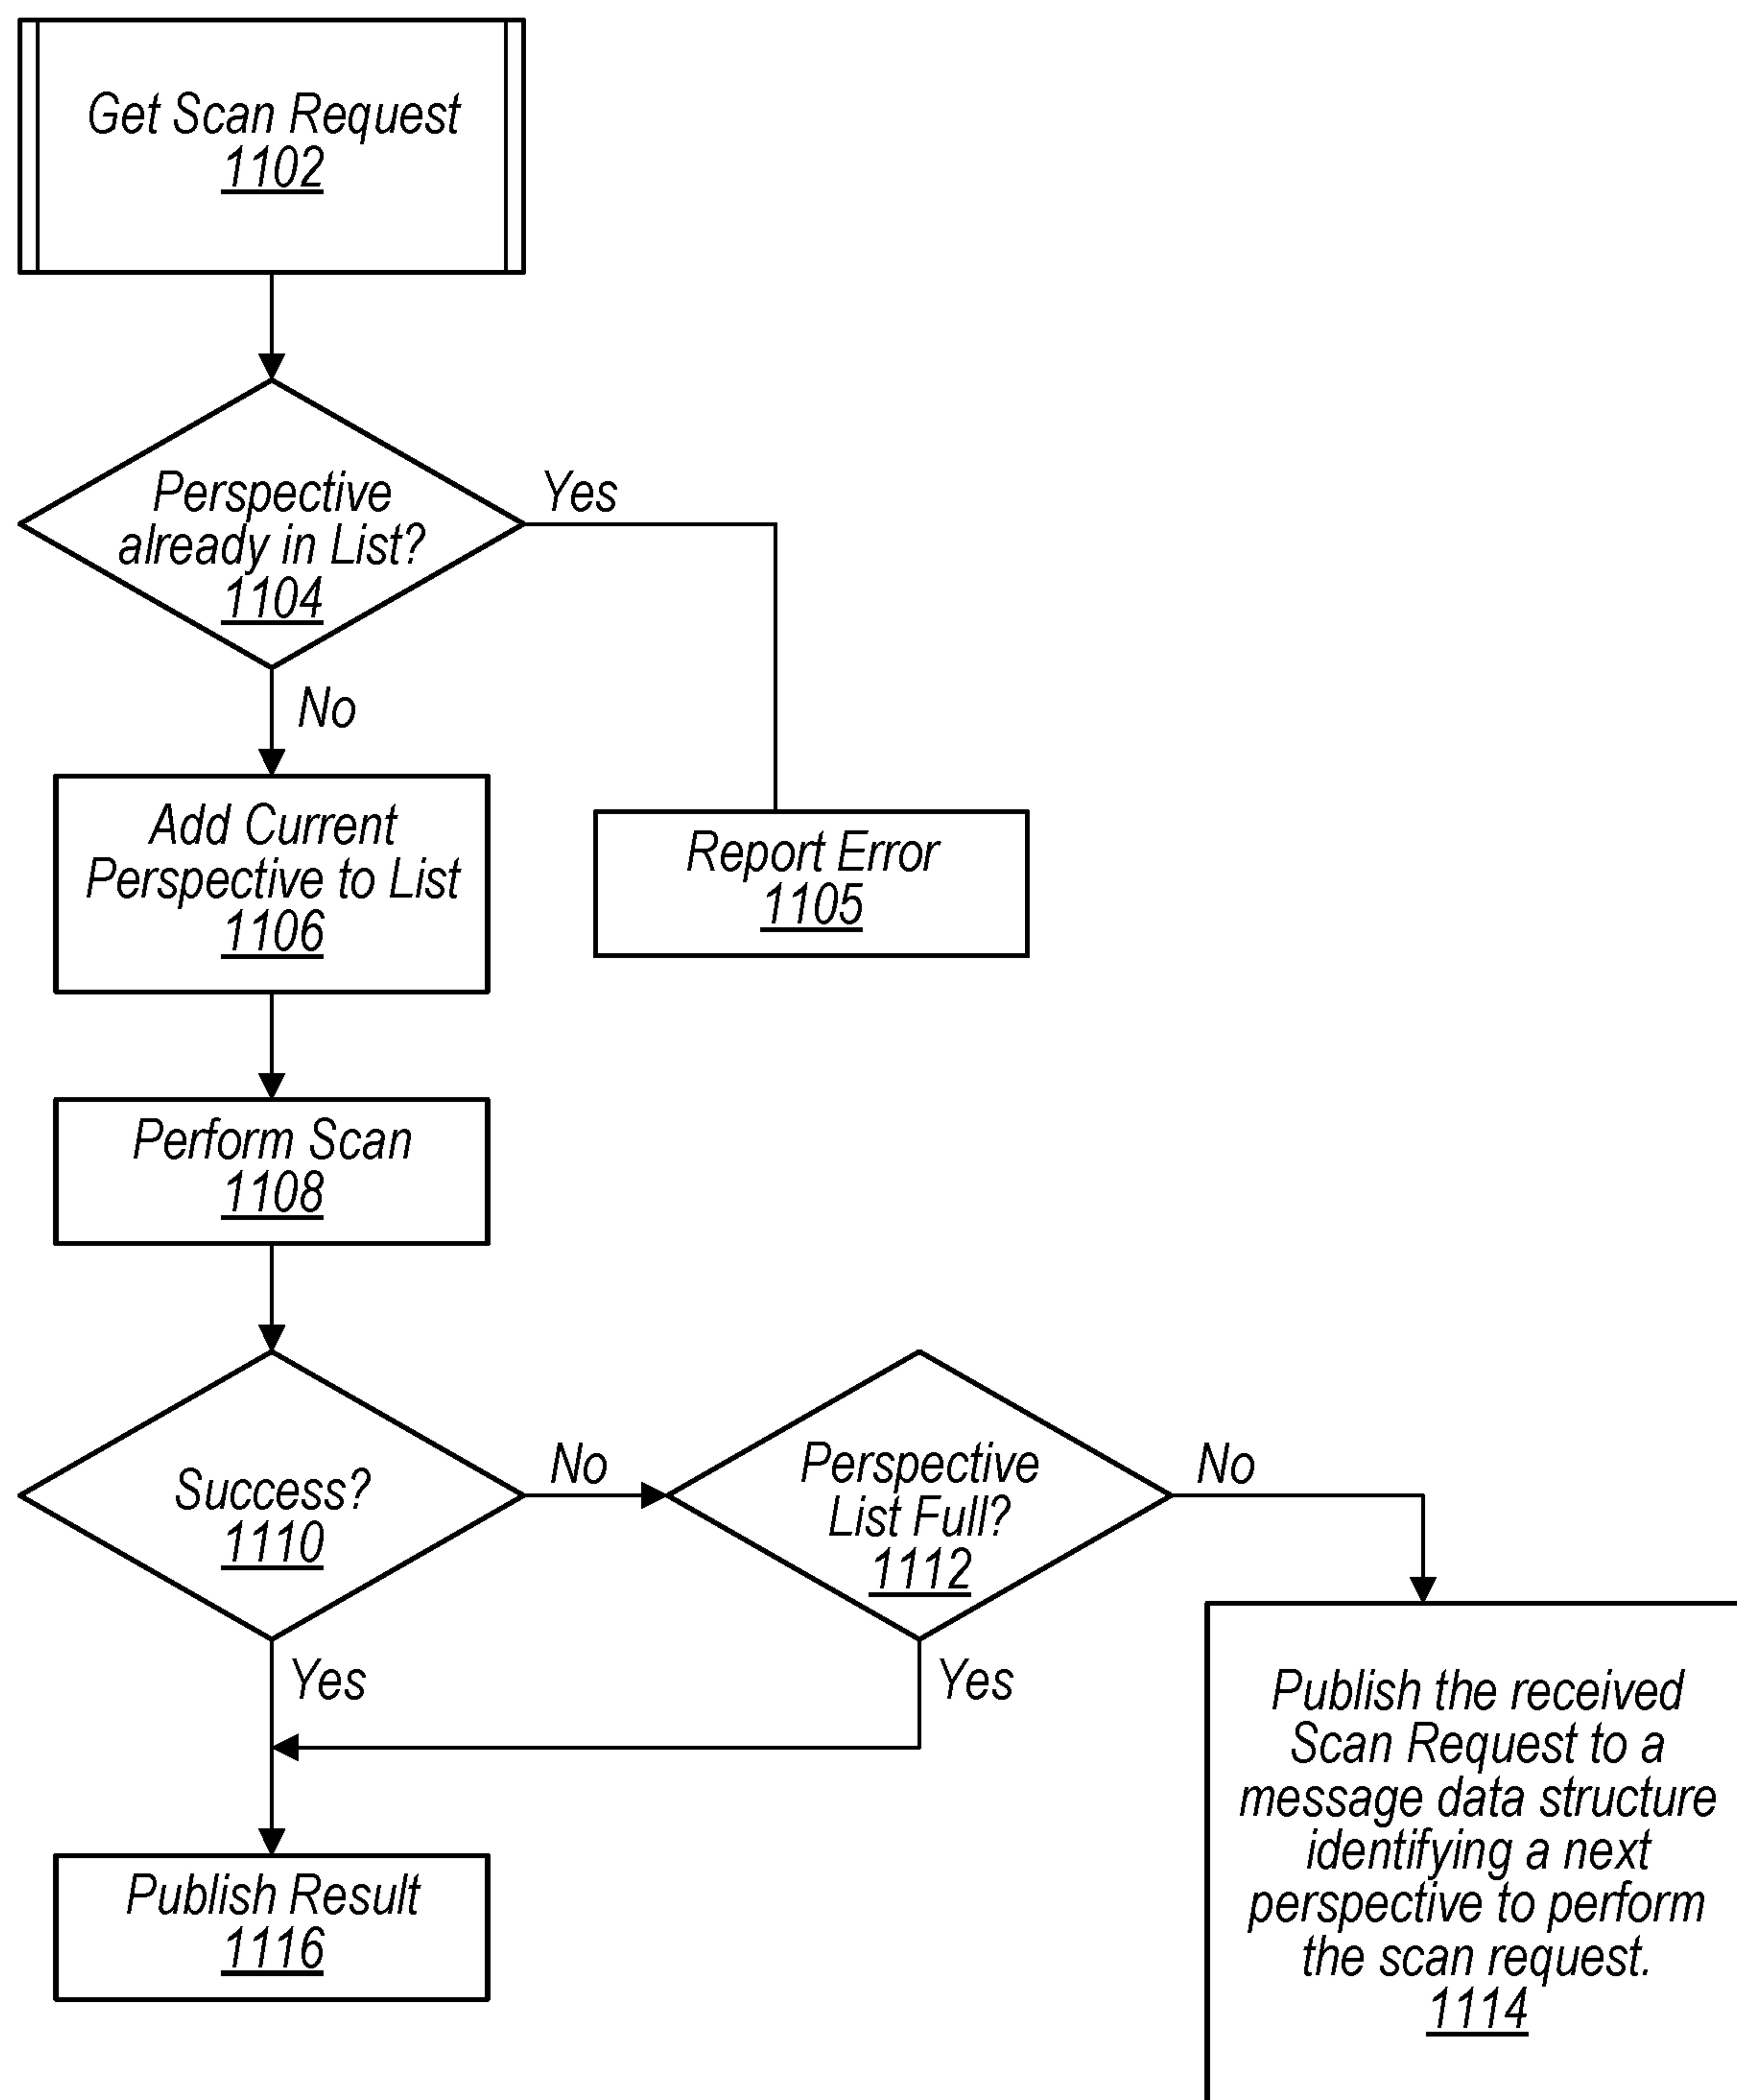 Get Scan Request
1102
Perspective
already in List?
1104
Yes
No
Add Current
Perspective to List
1106
Report Error
1105
Perform Scan
1108
Success?
1110
No
Perspective
List Full?
1112
No
Yes
Yes
Publish the received
Scan Request to a
message data structure
identifying a next
perspective to perform
the scan request.
1114
Publish Result
1116